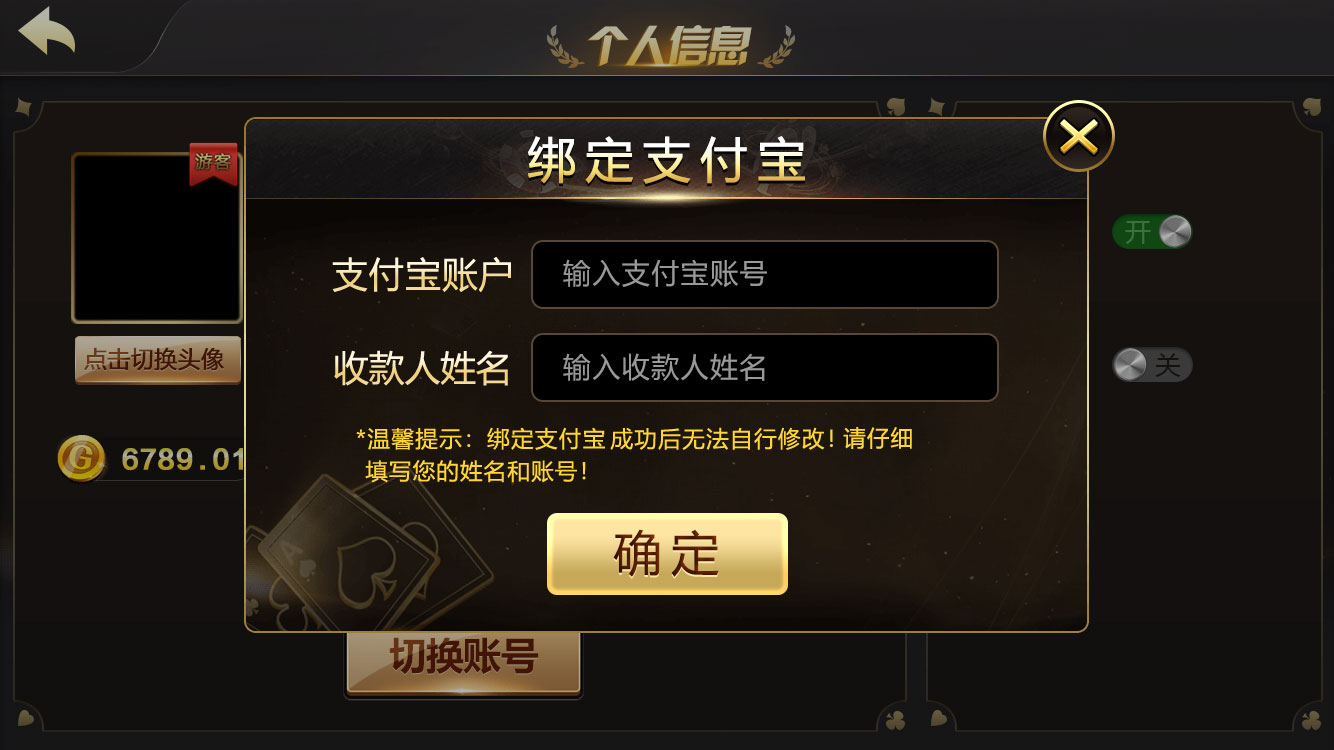 个人信息
游客
绑定支付宝
开
支付宝账户 输入支付宝账号
点击切换头像
收款人姓名 输入收款人姓名
关
6789.01
*温馨提示：绑定支付宝成功后无法自行修改！请仔细
填写您的姓名和账号！
确定
切换账号